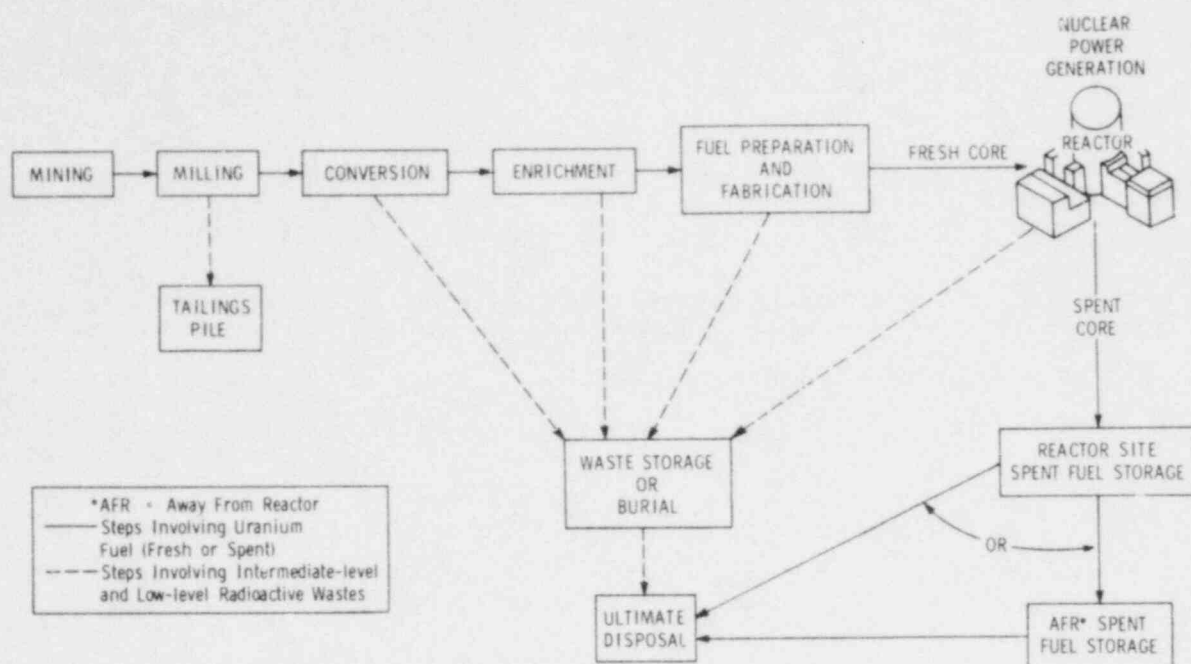 NUCLEAR
POWER
GENERATION
MINING
MILLING
CONVERSION
ENRICHMENT
FUEL PREPARATION
AND
FABRICATION
FRESH CORE
REACTOR
TAILINGS
PILE
SPENT
CORE
WASTE STORAGE
OR
BURIAL
REACTOR SITE
SPENT FUEL STORAGE
OR
*AFR = Away From Reactor
Steps Involving Uranium
Fuel (Fresh or Spent)
Steps Involving Intermediate-level
and Low-level Radioactive Wastes
ULTIMATE
DISPOSAL
AFR* SPENT
FUEL STORAGE